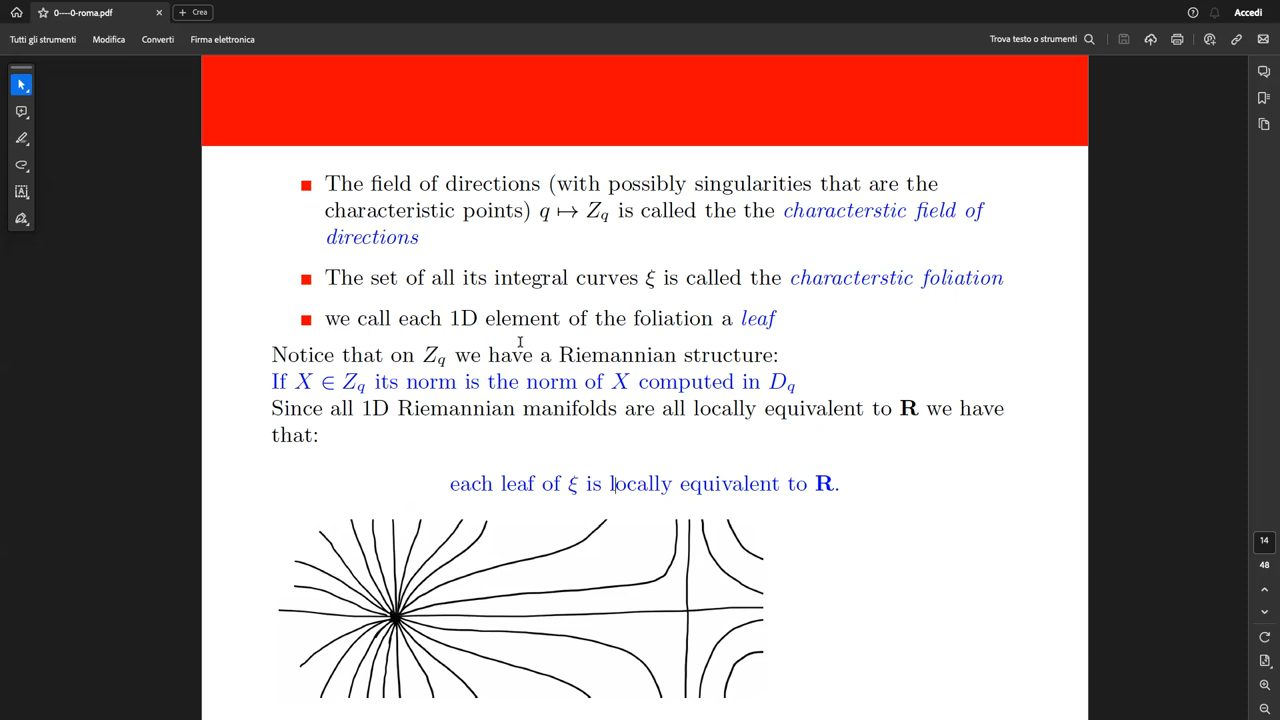 0----0-roma.pdf
Crea
Accedi
Tutti gli strumenti Modifica Converti Firma elettronica Trova testo o strumenti
The field of directions (with possibly singularities that are the
characteristic points) q ↦ Z_q is called the the characterstic field of
directions
The set of all its integral curves ξ is called the characterstic foliation
we call each 1D element of the foliation a leaf
Notice that on Z_q we have a Riemannian structure:
If X ∈ Z_q its norm is the norm of X computed in D_q
Since all 1D Riemannian manifolds are all locally equivalent to R we have
that:
each leaf of ξ is locally equivalent to R.
14
48